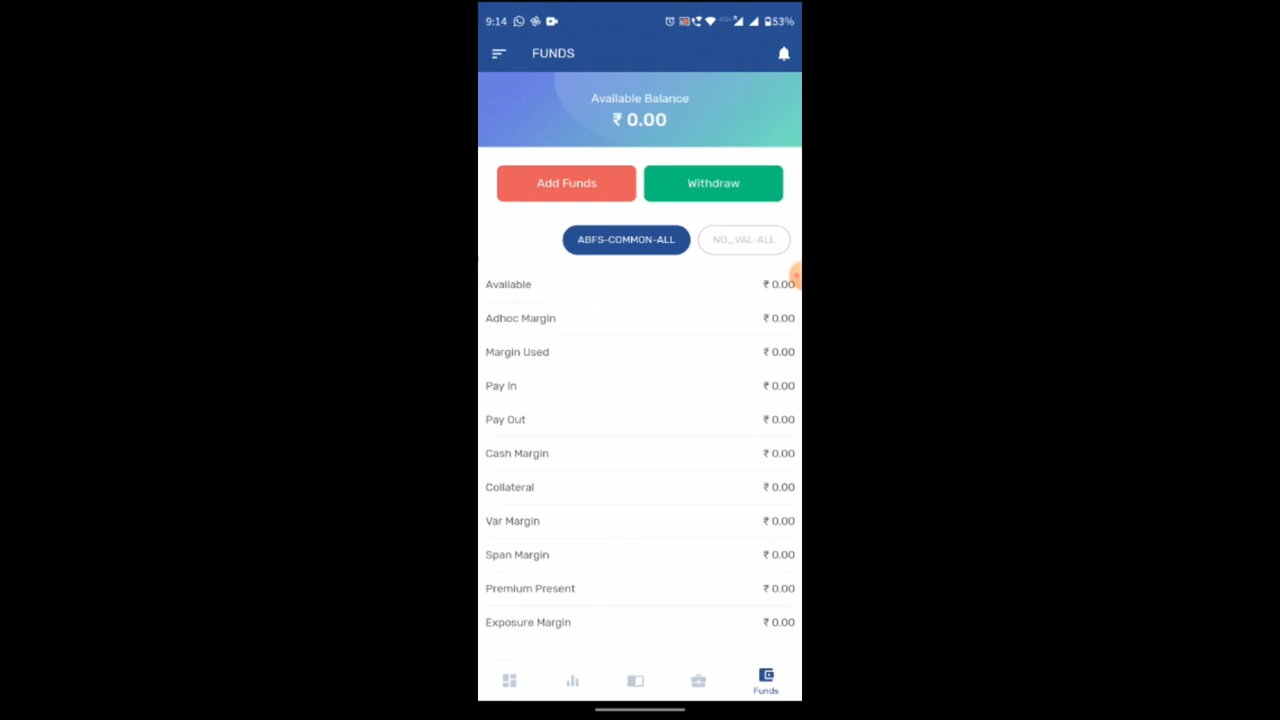 9:14 53%
FUNDS
Available Balance
₹ 0.00
Add Funds Withdraw
ABFS-COMMON-ALL NO_VAL-ALL
Available ₹ 0.00
Adhoc Margin ₹ 0.00
Margin Used ₹ 0.00
Pay In ₹ 0.00
Pay Out ₹ 0.00
Cash Margin ₹ 0.00
Collateral ₹ 0.00
Var Margin ₹ 0.00
Span Margin ₹ 0.00
Premium Present ₹ 0.00
Exposure Margin ₹ 0.00
Funds